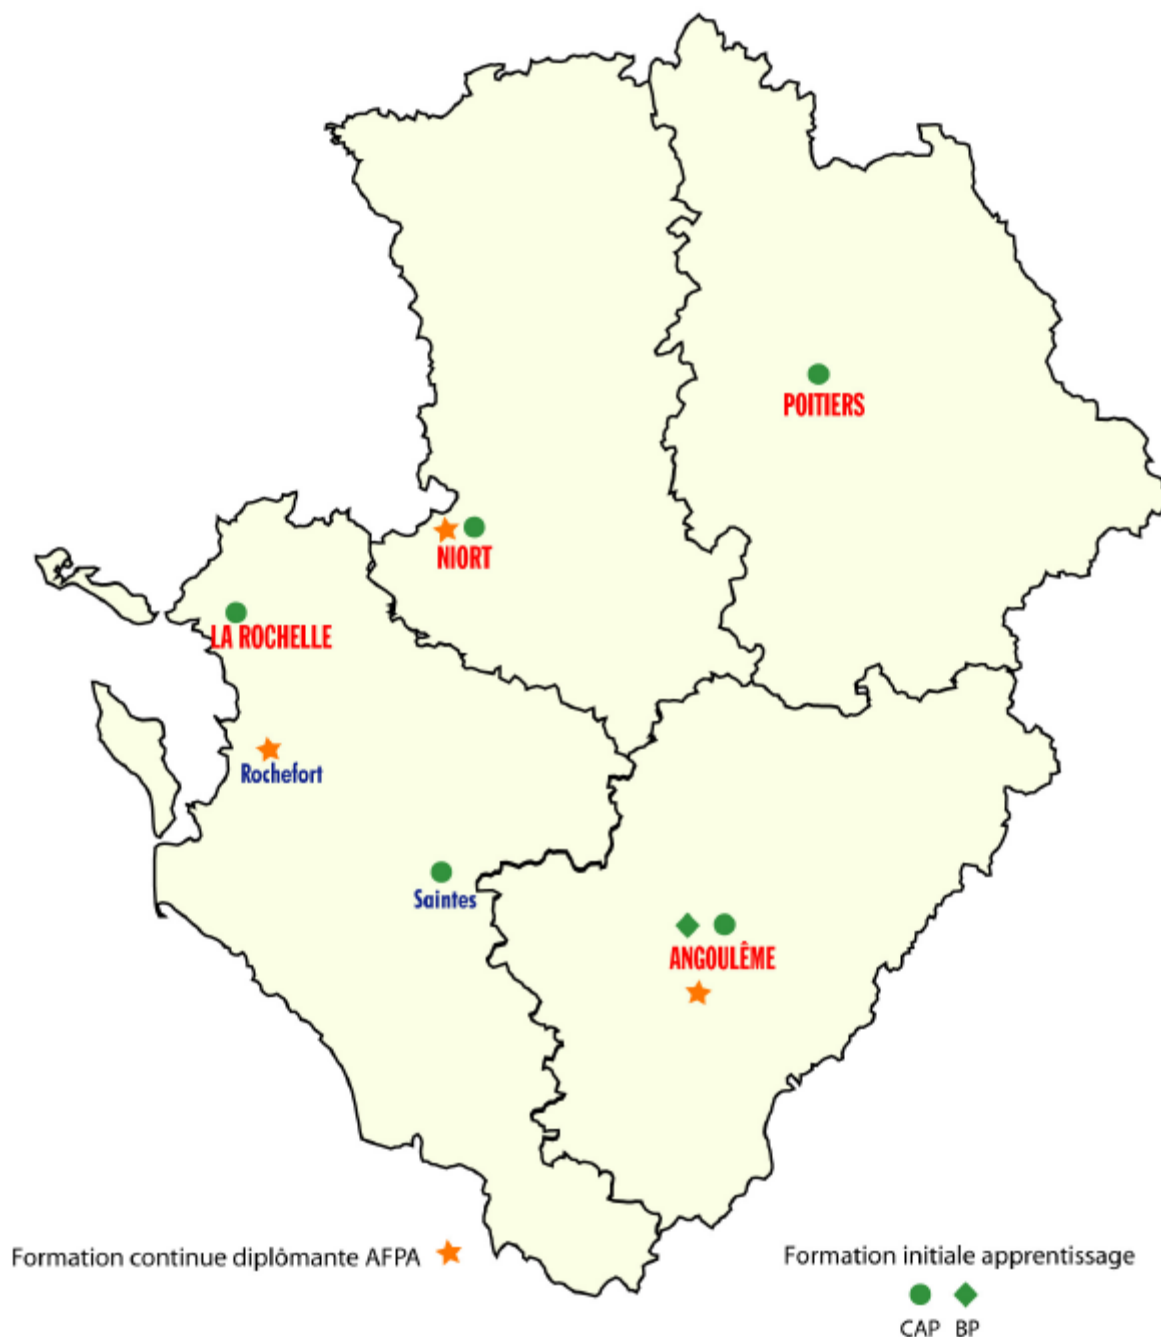 POITIERS
NIORT
LA ROCHELLE
Rochefort
Saintes
ANGOULÊME
Formation continue diplômante AFPA
Formation initiale apprentissage
CAP BP